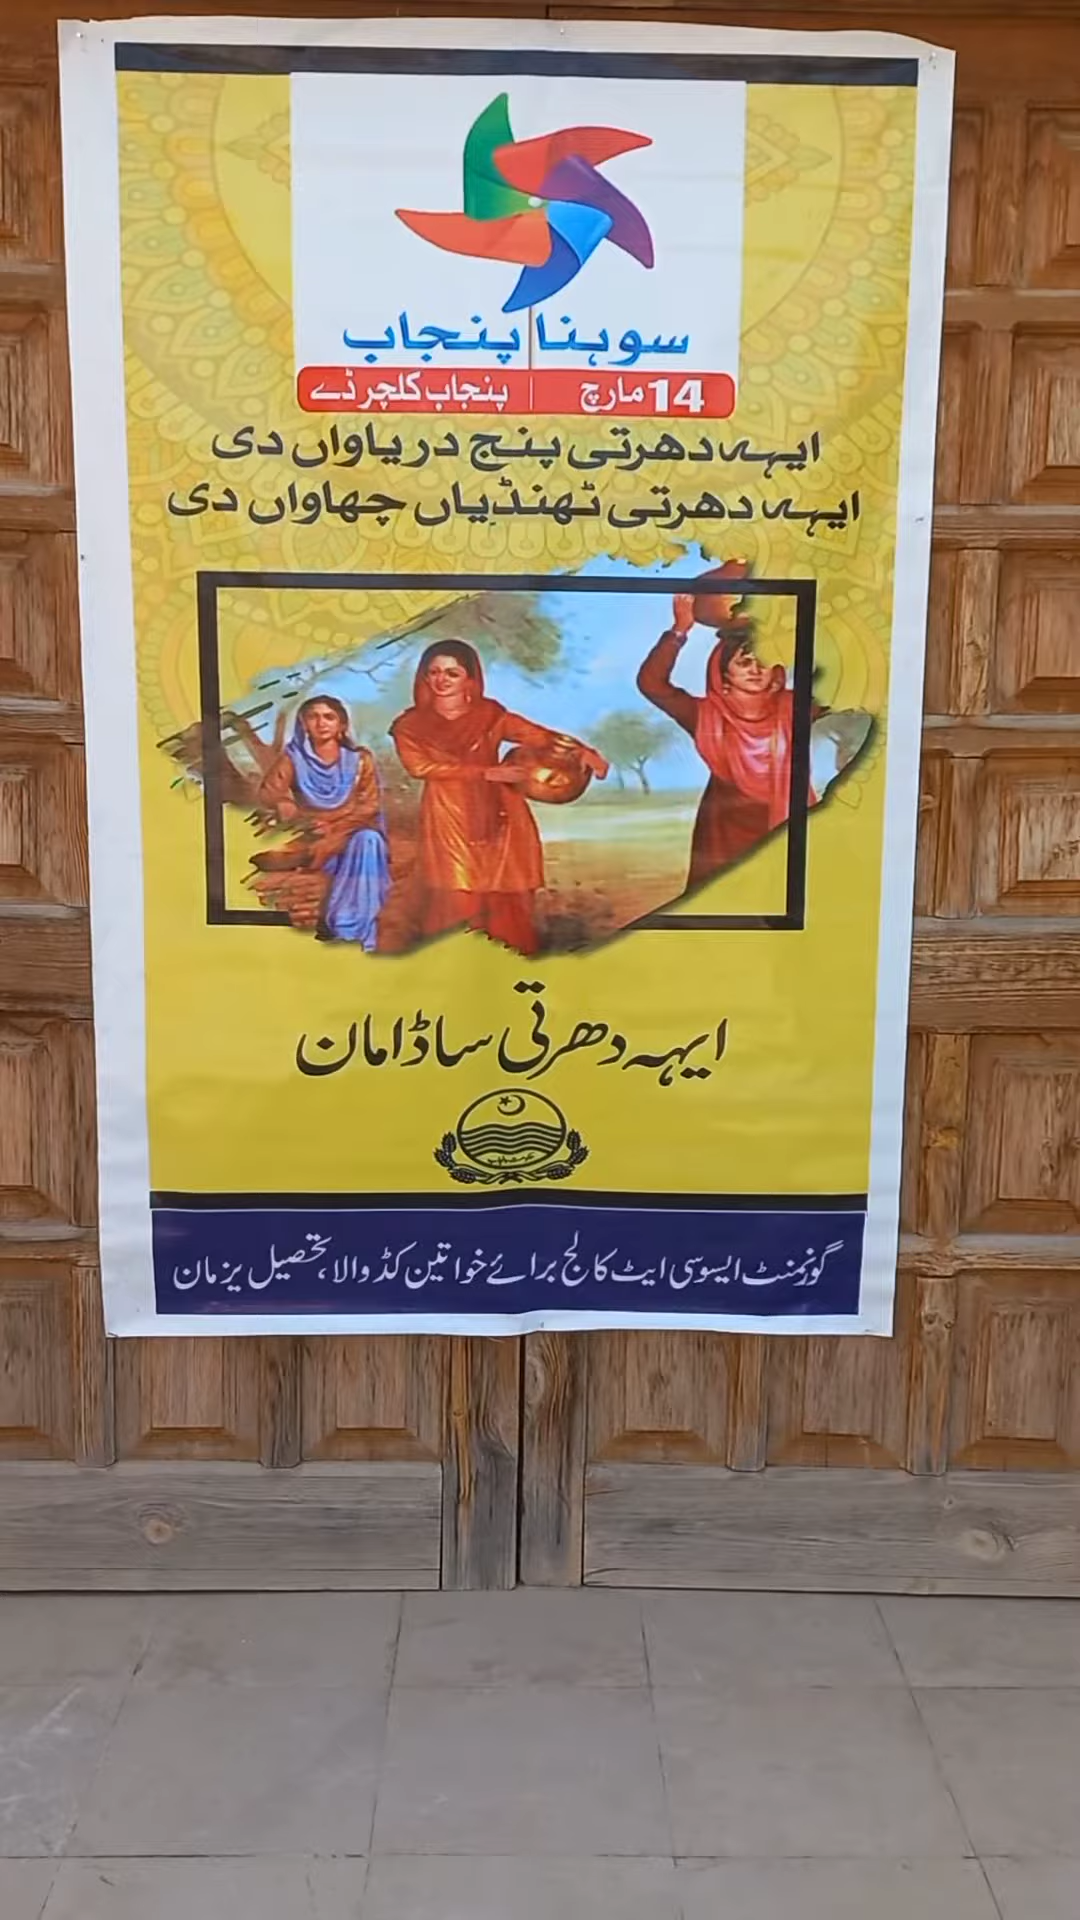 سوہنا پنجاب
14 مارچ پنجاب کلچر ڈے
ایہہ دھرتی پنج دریاواں دی
ایہہ دھرتی ٹھنڈیاں چھاواں دی
ایہہ دھرتی ساڈا مان
گورنمنٹ ایسوسی ایٹ کالج برائے خواتین کڈ والا، تحصیل یزمان